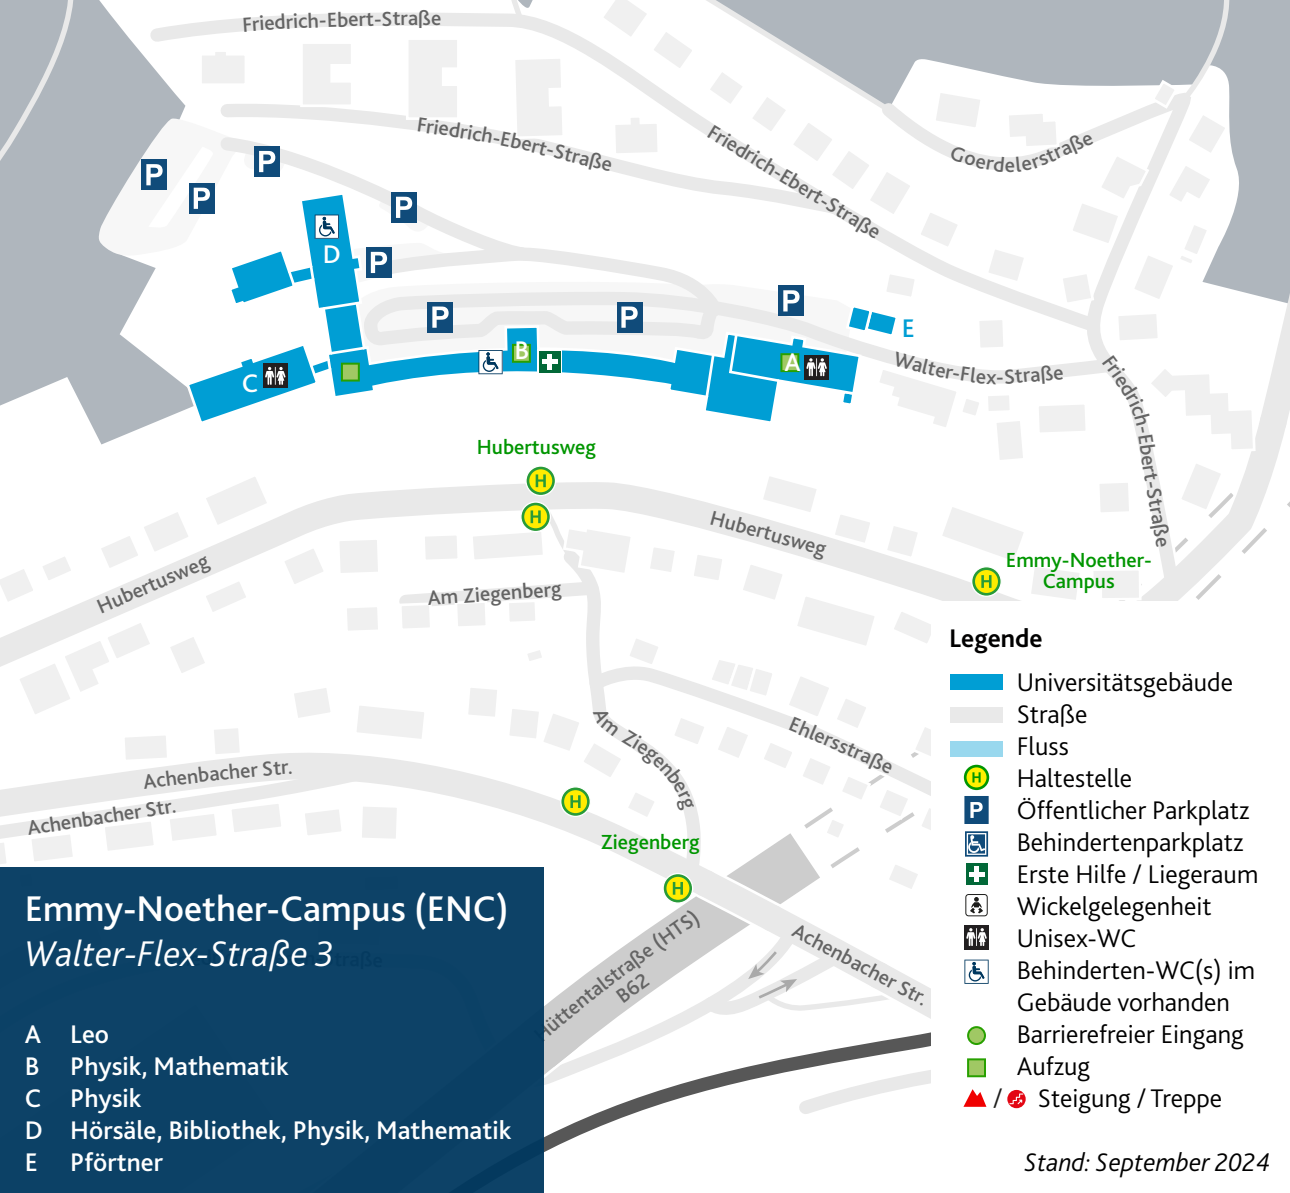 Friedrich-Ebert-Straße
Friedrich-Ebert-Straße
Friedrich-Ebert-Straße
Goerdelerstraße
P
P
P
P
D
P
P
P
P
E
B
A
C
Walter-Flex-Straße
Friedrich-Ebert-Straße
Hubertusweg
H
H
Hubertusweg
Hubertusweg
Emmy-Noether-
Campus
H
Am Ziegenberg
Am Ziegenberg
Ehlersstraße
Achenbacher Str.
Achenbacher Str.
H
Ziegenberg
H
Hüttentalstraße (HTS)
B62
Achenbacher Str.
Legende
Universitätsgebäude
Straße
Fluss
H Haltestelle
P Öffentlicher Parkplatz
Behindertenparkplatz
Erste Hilfe / Liegeraum
Wickelgelegenheit
Unisex-WC
Behinderten-WC(s) im
Gebäude vorhanden
Barrierefreier Eingang
Aufzug
/ Steigung / Treppe
Stand: September 2024
Emmy-Noether-Campus (ENC)
Walter-Flex-Straße 3
A Leo
B Physik, Mathematik
C Physik
D Hörsäle, Bibliothek, Physik, Mathematik
E Pförtner